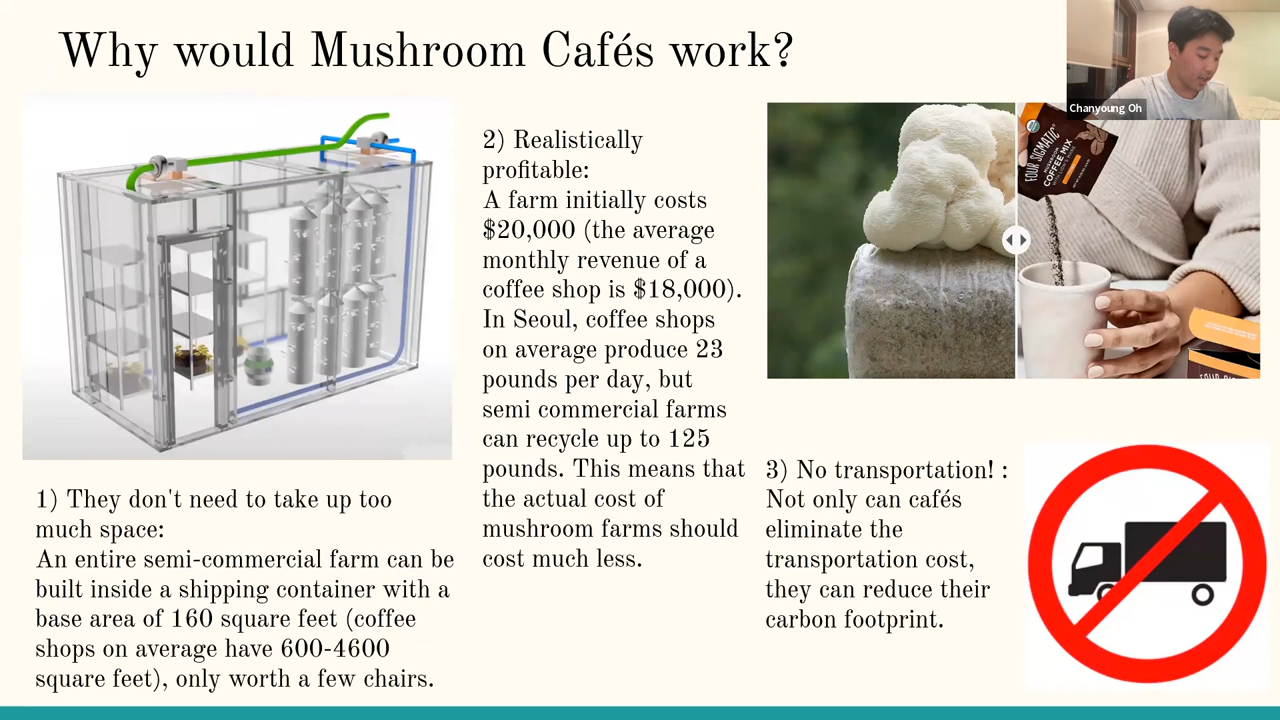 Why would Mushroom Cafés work?
Chanyoung Oh
1) They don't need to take up too
much space:
An entire semi-commercial farm can be
built inside a shipping container with a
base area of 160 square feet (coffee
shops on average have 600-4600
square feet), only worth a few chairs.
2) Realistically
profitable:
A farm initially costs
$20,000 (the average
monthly revenue of a
coffee shop is $18,000).
In Seoul, coffee shops
on average produce 23
pounds per day, but
semi commercial farms
can recycle up to 125
pounds. This means that
the actual cost of
mushroom farms should
cost much less.
FOUR SIGMATIC
MUSHROOM
COFFEE MIX
3) No transportation! :
Not only can cafés
eliminate the
transportation cost,
they can reduce their
carbon footprint.